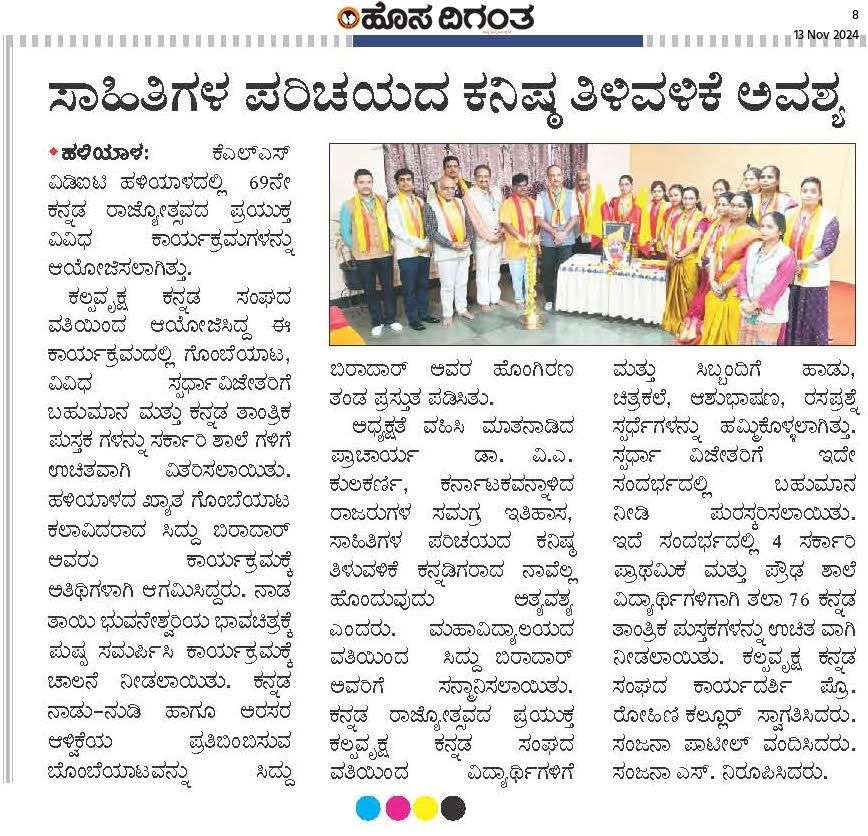 ಹೊಸ ದಿಗಂತ
8
13 Nov 2024
ಸಾಹಿತಿಗಳ ಪರಿಚಯದ ಕನಿಷ್ಠ ತಿಳಿವಳಿಕೆ ಅವಶ್ಯ
ಹಳಿಯಾಳ: ಕೆಎಲ್‌ಎಸ್
ವಿಡಿಐಟಿ ಹಳಿಯಾಳದಲ್ಲಿ 69ನೇ
ಕನ್ನಡ ರಾಜ್ಯೋತ್ಸವದ ಪ್ರಯುಕ್ತ
ವಿವಿಧ ಕಾರ್ಯಕ್ರಮಗಳನ್ನು
ಆಯೋಜಿಸಲಾಗಿತ್ತು.
ಕಲ್ಪವೃಕ್ಷ ಕನ್ನಡ ಸಂಘದ
ವತಿಯಿಂದ ಆಯೋಜಿಸಿದ್ದ ಈ
ಕಾರ್ಯಕ್ರಮದಲ್ಲಿ ಗೊಂಬೆಯಾಟ,
ವಿವಿಧ ಸ್ಪರ್ಧಾವಿಜೇತರಿಗೆ
ಬಹುಮಾನ ಮತ್ತು ಕನ್ನಡ ತಾಂತ್ರಿಕ
ಪುಸ್ತಕ ಗಳನ್ನು ಸರ್ಕಾರಿ ಶಾಲೆ ಗಳಿಗೆ
ಉಚಿತವಾಗಿ ವಿತರಿಸಲಾಯಿತು.
ಹಳಿಯಾಳದ ಖ್ಯಾತ ಗೊಂಬೆಯಾಟ
ಕಲಾವಿದರಾದ ಸಿದ್ದು ಬಿರಾದಾರ್
ಅವರು ಕಾರ್ಯಕ್ರಮಕ್ಕೆ
ಅತಿಥಿಗಳಾಗಿ ಆಗಮಿಸಿದ್ದರು. ನಾಡ
ತಾಯಿ ಭುವನೇಶ್ವರಿಯ ಭಾವಚಿತ್ರಕ್ಕೆ
ಪುಷ್ಪ ಸಮರ್ಪಿಸಿ ಕಾರ್ಯಕ್ರಮಕ್ಕೆ
ಚಾಲನೆ ನೀಡಲಾಯಿತು. ಕನ್ನಡ
ನಾಡು-ನುಡಿ ಹಾಗೂ ಅರಸರ
ಆಳ್ವಿಕೆಯ ಪ್ರತಿಬಿಂಬಿಸುವ
ಬೊಂಬೆಯಾಟವನ್ನು ಸಿದ್ದು
ಬಿರಾದಾರ್ ಅವರ ಹೊಂಗಿರಣ
ತಂಡ ಪ್ರಸ್ತುತ ಪಡಿಸಿತು.
ಅಧ್ಯಕ್ಷತೆ ವಹಿಸಿ ಮಾತನಾಡಿದ
ಪ್ರಾಚಾರ್ಯ ಡಾ. ವಿ.ಎ.
ಕುಲಕರ್ಣಿ, ಕರ್ನಾಟಕವನ್ನಾಳಿದ
ರಾಜರುಗಳ ಸಮಗ್ರ ಇತಿಹಾಸ,
ಸಾಹಿತಿಗಳ ಪರಿಚಯದ ಕನಿಷ್ಠ
ತಿಳುವಳಿಕೆ ಕನ್ನಡಿಗರಾದ ನಾವೆಲ್ಲ
ಹೊಂದುವುದು ಅತ್ಯವಶ್ಯ
ಎಂದರು. ಮಹಾವಿದ್ಯಾಲಯದ
ವತಿಯಿಂದ ಸಿದ್ದು ಬಿರಾದಾರ್
ಅವರಿಗೆ ಸನ್ಮಾನಿಸಲಾಯಿತು.
ಕನ್ನಡ ರಾಜ್ಯೋತ್ಸವದ ಪ್ರಯುಕ್ತ
ಕಲ್ಪವೃಕ್ಷ ಕನ್ನಡ ಸಂಘದ
ವತಿಯಿಂದ ವಿದ್ಯಾರ್ಥಿಗಳಿಗೆ
ಮತ್ತು ಸಿಬ್ಬಂದಿಗೆ ಹಾಡು,
ಚಿತ್ರಕಲೆ, ಆಶುಭಾಷಣ, ರಸಪ್ರಶ್ನೆ
ಸ್ಪರ್ಧೆಗಳನ್ನು ಹಮ್ಮಿಕೊಳ್ಳಲಾಗಿತ್ತು.
ಸ್ಪರ್ಧಾ ವಿಜೇತರಿಗೆ ಇದೇ
ಸಂದರ್ಭದಲ್ಲಿ ಬಹುಮಾನ
ನೀಡಿ ಪುರಸ್ಕರಿಸಲಾಯಿತು.
ಇದೆ ಸಂದರ್ಭದಲ್ಲಿ 4 ಸರ್ಕಾರಿ
ಪ್ರಾಥಮಿಕ ಮತ್ತು ಪ್ರೌಢ ಶಾಲೆ
ವಿದ್ಯಾರ್ಥಿಗಳಿಗಾಗಿ ತಲಾ 76 ಕನ್ನಡ
ತಾಂತ್ರಿಕ ಪುಸ್ತಕಗಳನ್ನು ಉಚಿತ ವಾಗಿ
ನೀಡಲಾಯಿತು. ಕಲ್ಪವೃಕ್ಷ ಕನ್ನಡ
ಸಂಘದ ಕಾರ್ಯದರ್ಶಿ ಪ್ರೊ.
ರೋಹಿಣಿ ಕಲ್ಲೂರ್ ಸ್ವಾಗತಿಸಿದರು.
ಸಂಜನಾ ಪಾಟೀಲ್ ವಂದಿಸಿದರು.
ಸಂಜನಾ ಎಸ್. ನಿರೂಪಿಸಿದರು.